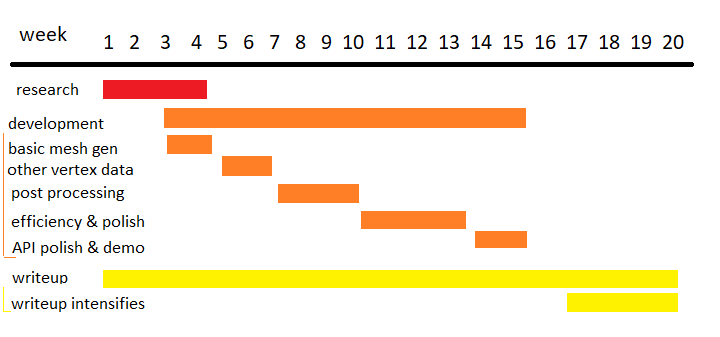 week 1 2 3 4 5 6 7 8 9 10 11 12 13 14 15 16 17 18 19 20
research
development
basic mesh gen
other vertex data
post processing
efficiency & polish
API polish & demo
writeup
writeup intensifies